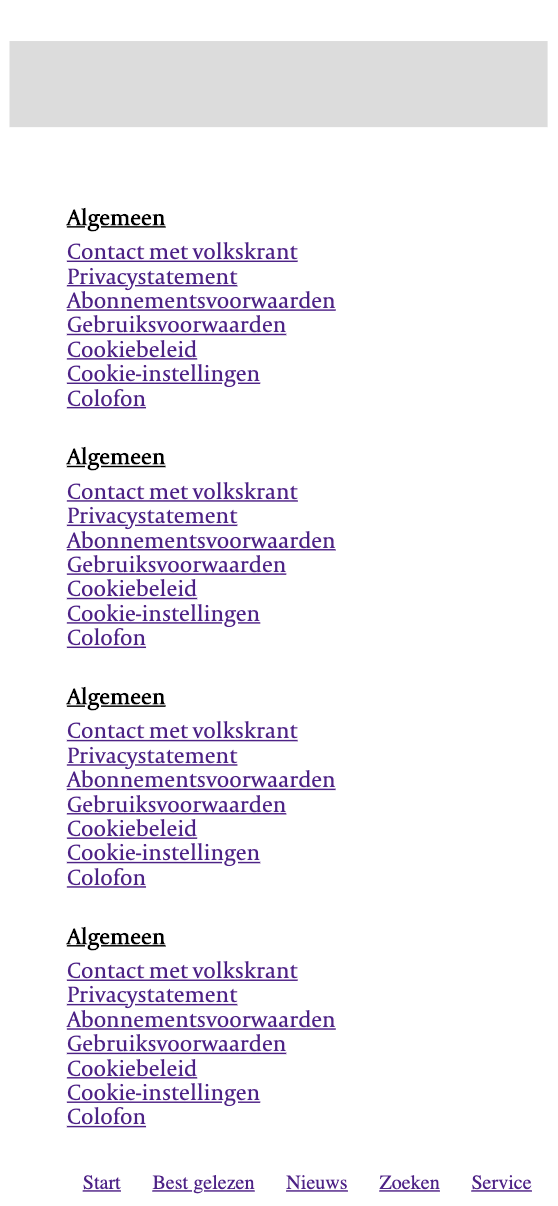 Algemeen
Contact met volkskrant
Privacystatement
Abonnementsvoorwaarden
Gebruiksvoorwaarden
Cookiebeleid
Cookie-instellingen
Colofon
Algemeen
Contact met volkskrant
Privacystatement
Abonnementsvoorwaarden
Gebruiksvoorwaarden
Cookiebeleid
Cookie-instellingen
Colofon
Algemeen
Contact met volkskrant
Privacystatement
Abonnementsvoorwaarden
Gebruiksvoorwaarden
Cookiebeleid
Cookie-instellingen
Colofon
Algemeen
Contact met volkskrant
Privacystatement
Abonnementsvoorwaarden
Gebruiksvoorwaarden
Cookiebeleid
Cookie-instellingen
Colofon
Start Best gelezen Nieuws Zoeken Service